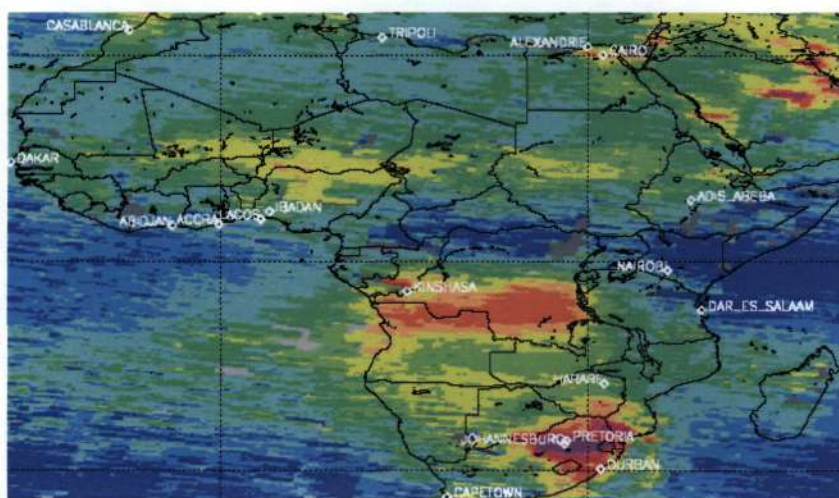 CASABLANCA
TRIPOLI
ALEXANDRIE
CAIRO
DAKAR
ADIS_ABEBA
IBADAN
ABIDJAN ACCRA LAGOS
NAIROBI
KINSHASA
DAR_ES_SALAAM
HARARE
JOHANNESBURG PRETORIA
DURBAN
CAPETOWN